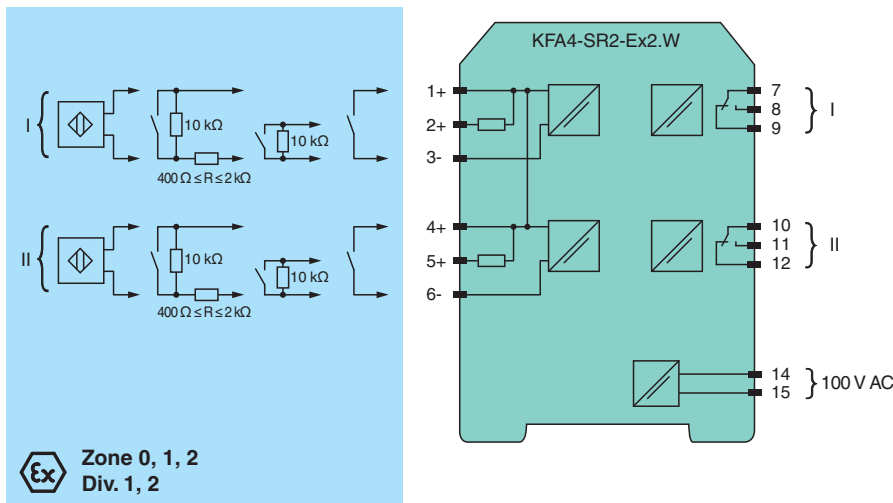 KFA4-SR2-Ex2.W
I
10 kΩ
10 kΩ
400 Ω ≤ R ≤ 2 kΩ
1+
2+
3-
7
8
9
I
II
10 kΩ
10 kΩ
400 Ω ≤ R ≤ 2 kΩ
4+
5+
6-
10
11
12
II
14
15
100 V AC
Ex
Zone 0, 1, 2
Div. 1, 2